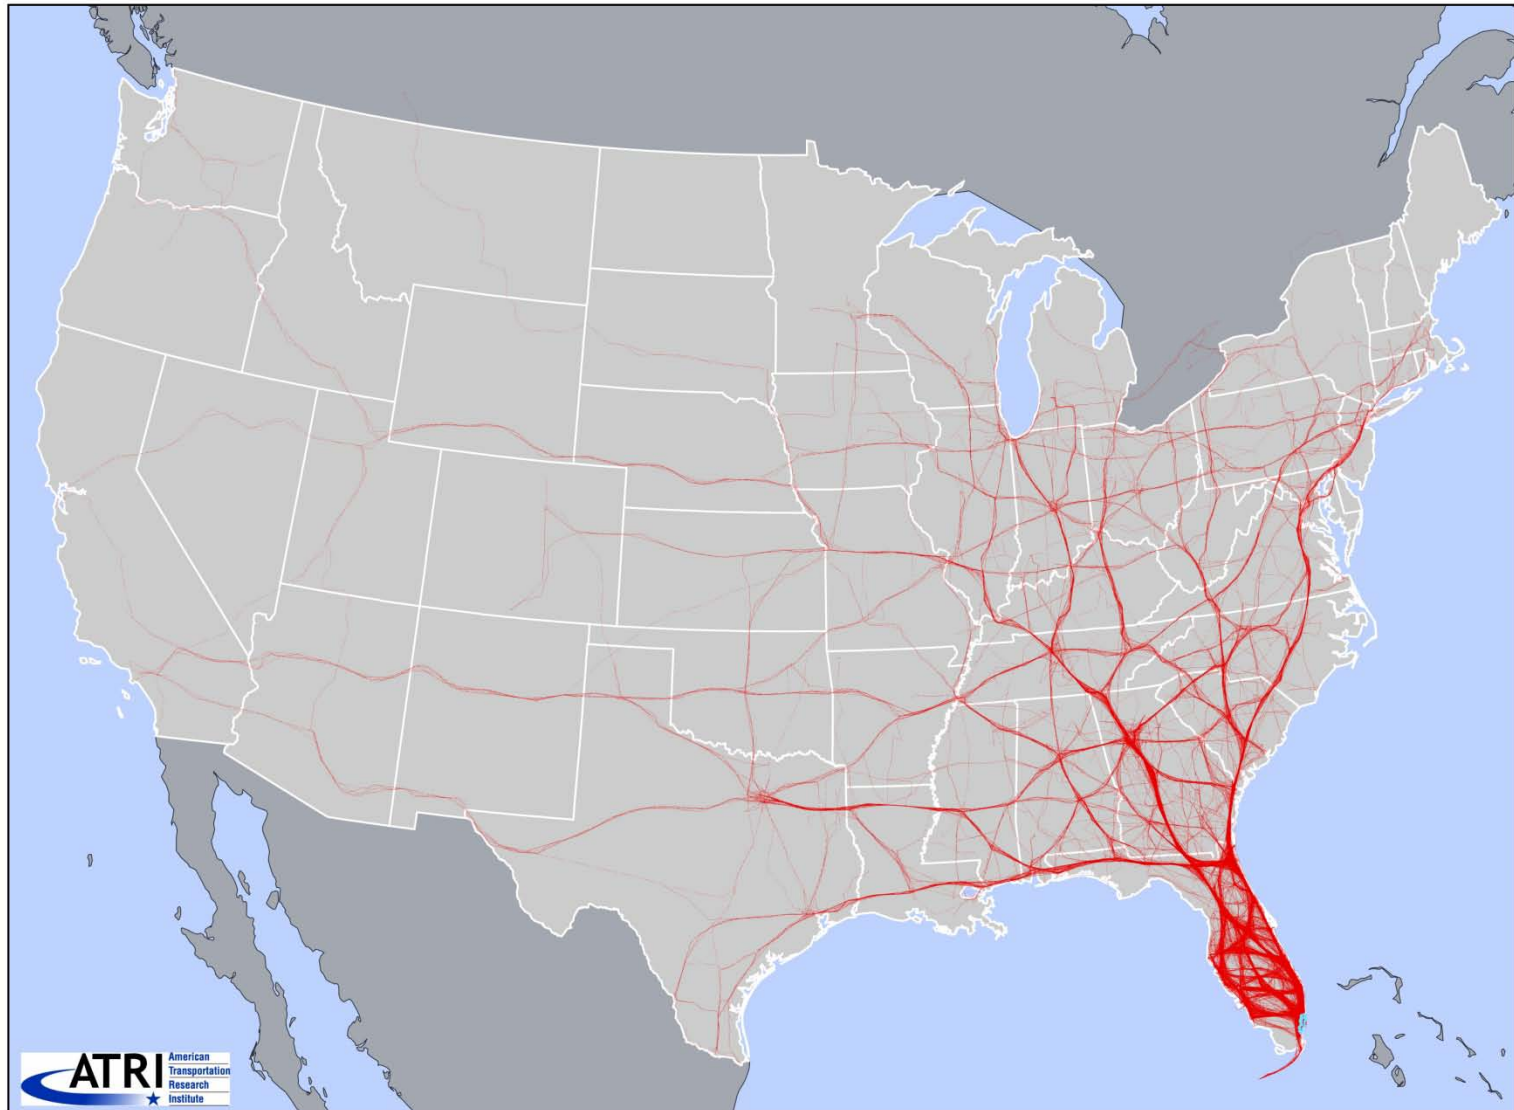 ATRI
American
Transportation
Research
Institute